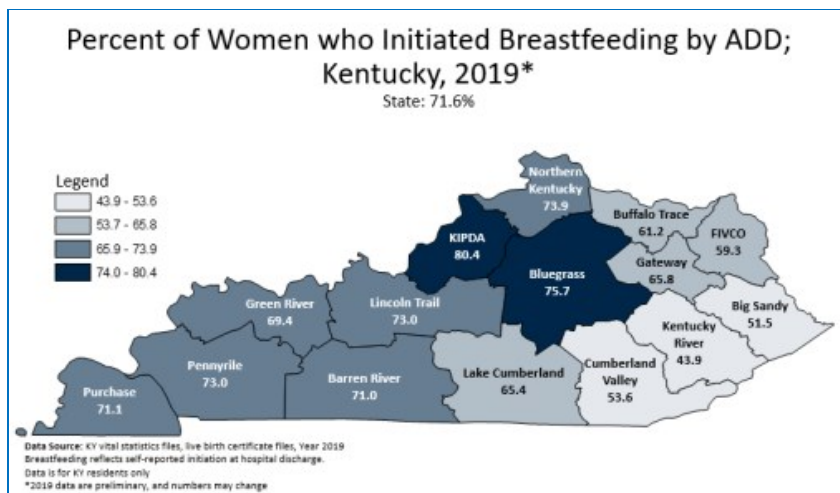 Percent of Women who Initiated Breastfeeding by ADD;
Kentucky, 2019*
State: 71.6%
Legend
43.9 - 53.6
53.7 - 65.8
65.9 - 73.9
74.0 - 80.4
Northern
Kentucky
73.9
Buffalo Trace
61.2
FIVCO
59.3
KIPDA
80.4
Bluegrass
75.7
Gateway
65.8
Big Sandy
51.5
Green River
69.4
Lincoln Trail
73.0
Kentucky
River
43.9
Pennyrile
73.0
Barren River
71.0
Lake Cumberland
65.4
Cumberland
Valley
53.6
Purchase
71.1
Data Source: KY vital statistics files, live birth certificate files, Year 2019
Breastfeeding reflects self-reported initiation at hospital discharge.
Data is for KY residents only
*2019 data are preliminary, and numbers may change